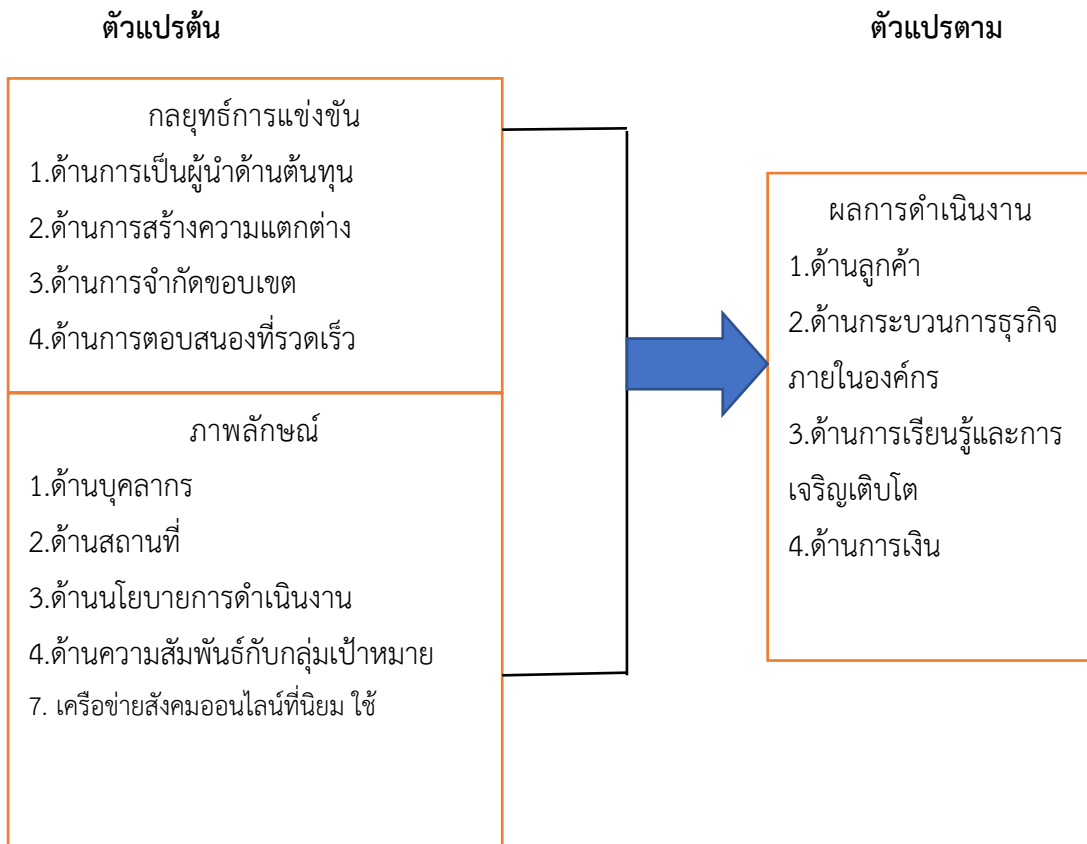 ตัวแปรต้น
ตัวแปรตาม
กลยุทธ์การแข่งขัน
1.ด้านการเป็นผู้นำด้านต้นทุน
2.ด้านการสร้างความแตกต่าง
3.ด้านการจำกัดขอบเขต
4.ด้านการตอบสนองที่รวดเร็ว
ภาพลักษณ์
1.ด้านบุคลากร
2.ด้านสถานที่
3.ด้านนโยบายการดำเนินงาน
4.ด้านความสัมพันธ์กับกลุ่มเป้าหมาย
7. เครือข่ายสังคมออนไลน์ที่นิยม ใช้
ผลการดำเนินงาน
1.ด้านลูกค้า
2.ด้านกระบวนการธุรกิจ
ภายในองค์กร
3.ด้านการเรียนรู้และการ
เจริญเติบโต
4.ด้านการเงิน